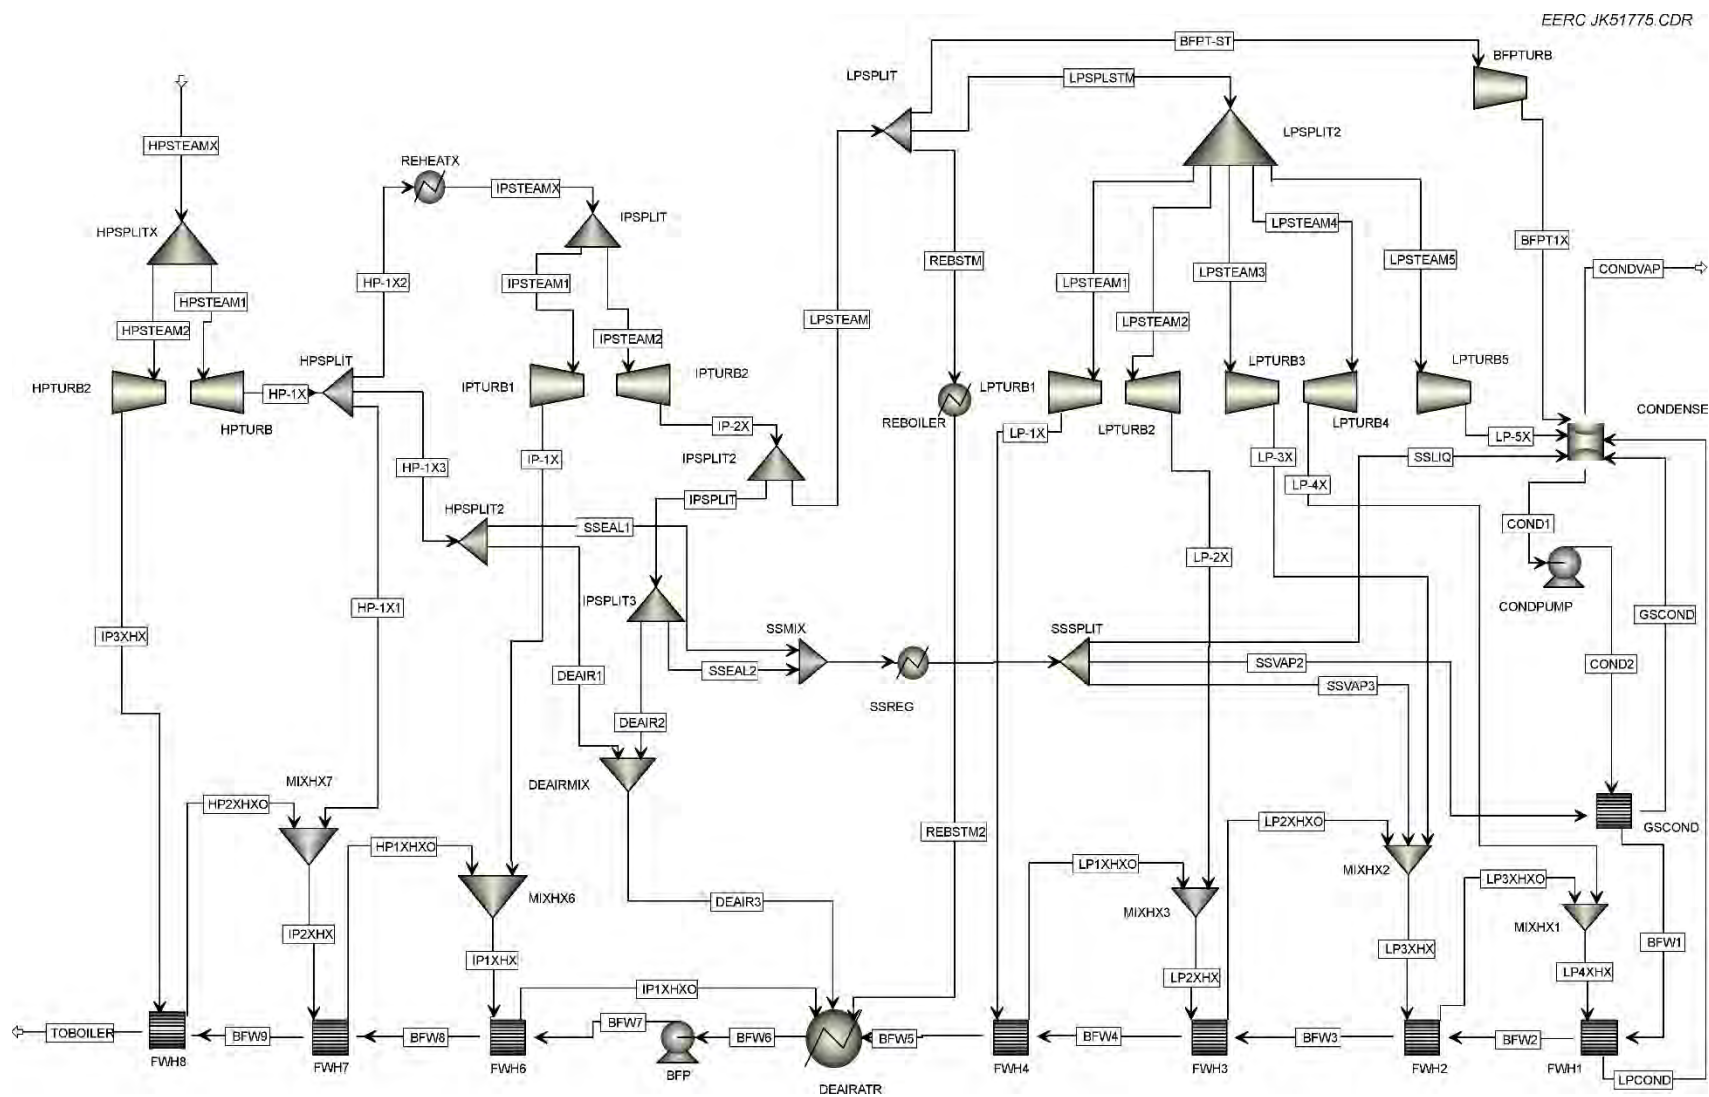 EERC JK51775.CDR
BFPT-ST
BFPTURB
LPSPLIT
LPSPLSTM
LPSPLIT2
HPSTEAMX
REHEATX
IPSTEAMX
IPSPLIT
HPSPLITX
LPSTEAM4
BFPT1X
REBSTM
LPSTEAM5
CONDVAP
HP-1X2
IPSTEAM1
LPSTEAM1
LPSTEAM3
HPSTEAM1
HPSTEAM2
IPSTEAM2
LPSTEAM
LPSTEAM2
HPSPLIT
HPTURB2
HP-1X
HPTURB
IPTURB1
IPTURB2
LPTURB1
LPTURB3
LPTURB5
REBOILER
LPTURB2
LPTURB4
CONDENSE
IP-2X
LP-1X
LP-5X
IP-1X
IPSPLIT2
LP-3X
SSLIQ
HP-1X3
LP-4X
IPSPLIT
HPSPLIT2
SSEAL1
COND1
LP-2X
IPSPLIT3
CONDPUMP
HP-1X1
GSCOND
IP3XHX
SSMIX
SSSPLIT
DEAIR1
SSEAL2
SSVAP2
COND2
SSVAP3
SSREG
DEAIR2
MIXHX7
DEAIRMIX
HP2XHXO
LP2XHXO
GSCOND
REBSTM2
HP1XHXO
LP1XHXO
MIXHX2
LP3XHXO
MIXHX6
DEAIR3
MIXHX3
MIXHX1
IP2XHX
BFW1
LP3XHX
IP1XHX
LP2XHX
LP4XHX
IP1XHXO
TOBOILER
BFW9
BFW8
BFW7
BFW6
BFW5
BFW4
BFW3
BFW2
FWH8
FWH7
FWH6
BFP
DEAIRATR
FWH4
FWH3
FWH2
FWH1
LPCOND